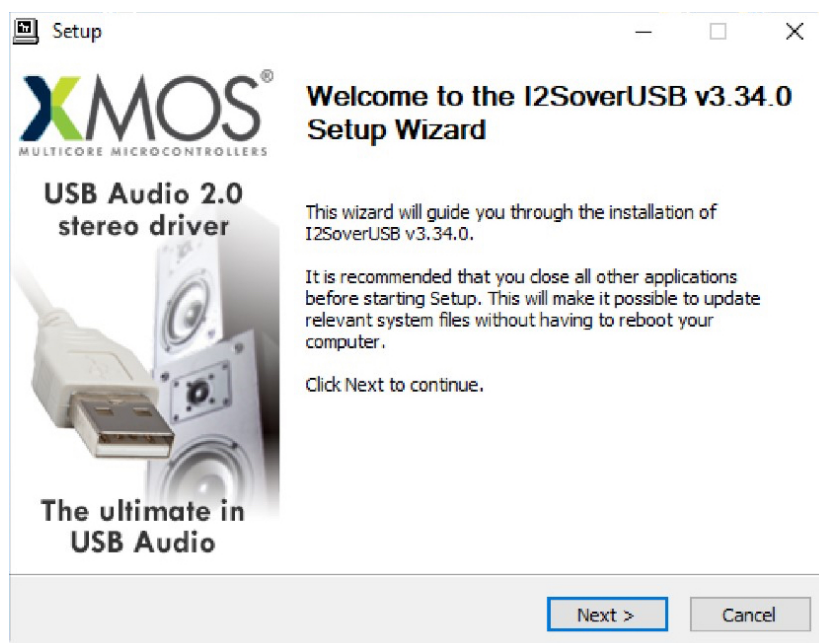 Setup
XMOS®
MULTICORE MICROCONTROLLERS
USB Audio 2.0
stereo driver
The ultimate in
USB Audio
Welcome to the I2SoverUSB v3.34.0
Setup Wizard
This wizard will guide you through the installation of
I2SoverUSB v3.34.0.
It is recommended that you close all other applications
before starting Setup. This will make it possible to update
relevant system files without having to reboot your
computer.
Click Next to continue.
Next >
Cancel